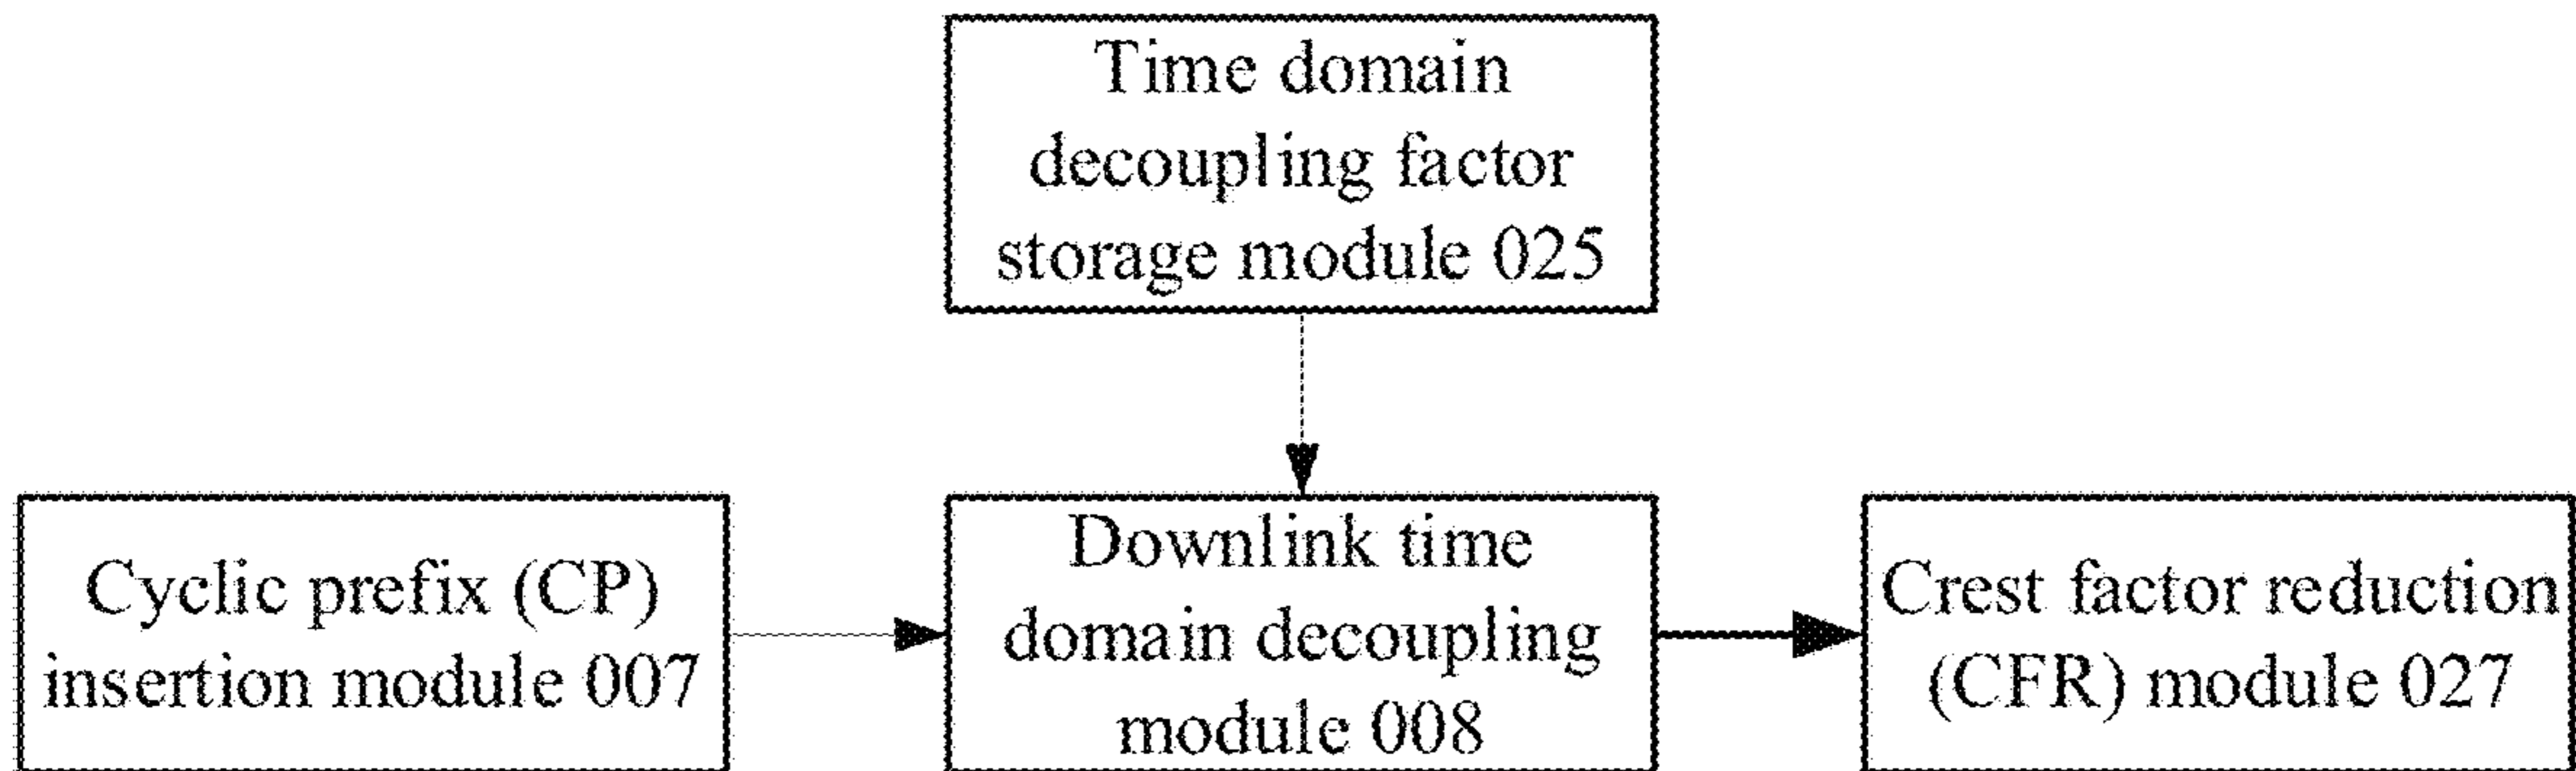 Time domain
decoupling factor
storage module 025
Cyclic prefix (CP)
insertion module 007
Downlink time
domain decoupling
module 008
Crest factor reduction
(CFR) module 027